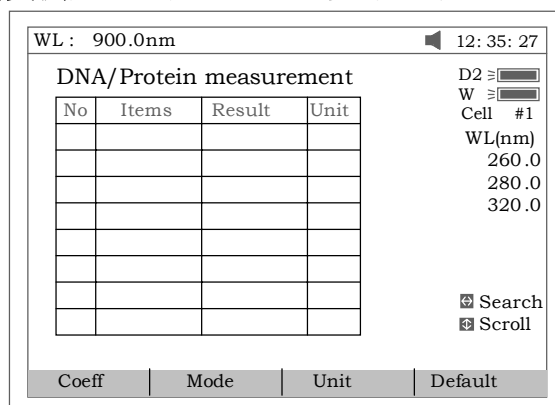 WL: 900.0nm 12:35:27
DNA/Protein measurement
No Items Result Unit
D2
W
Cell #1
WL(nm)
260.0
280.0
320.0
Search
Scroll
Coeff Mode Unit Default